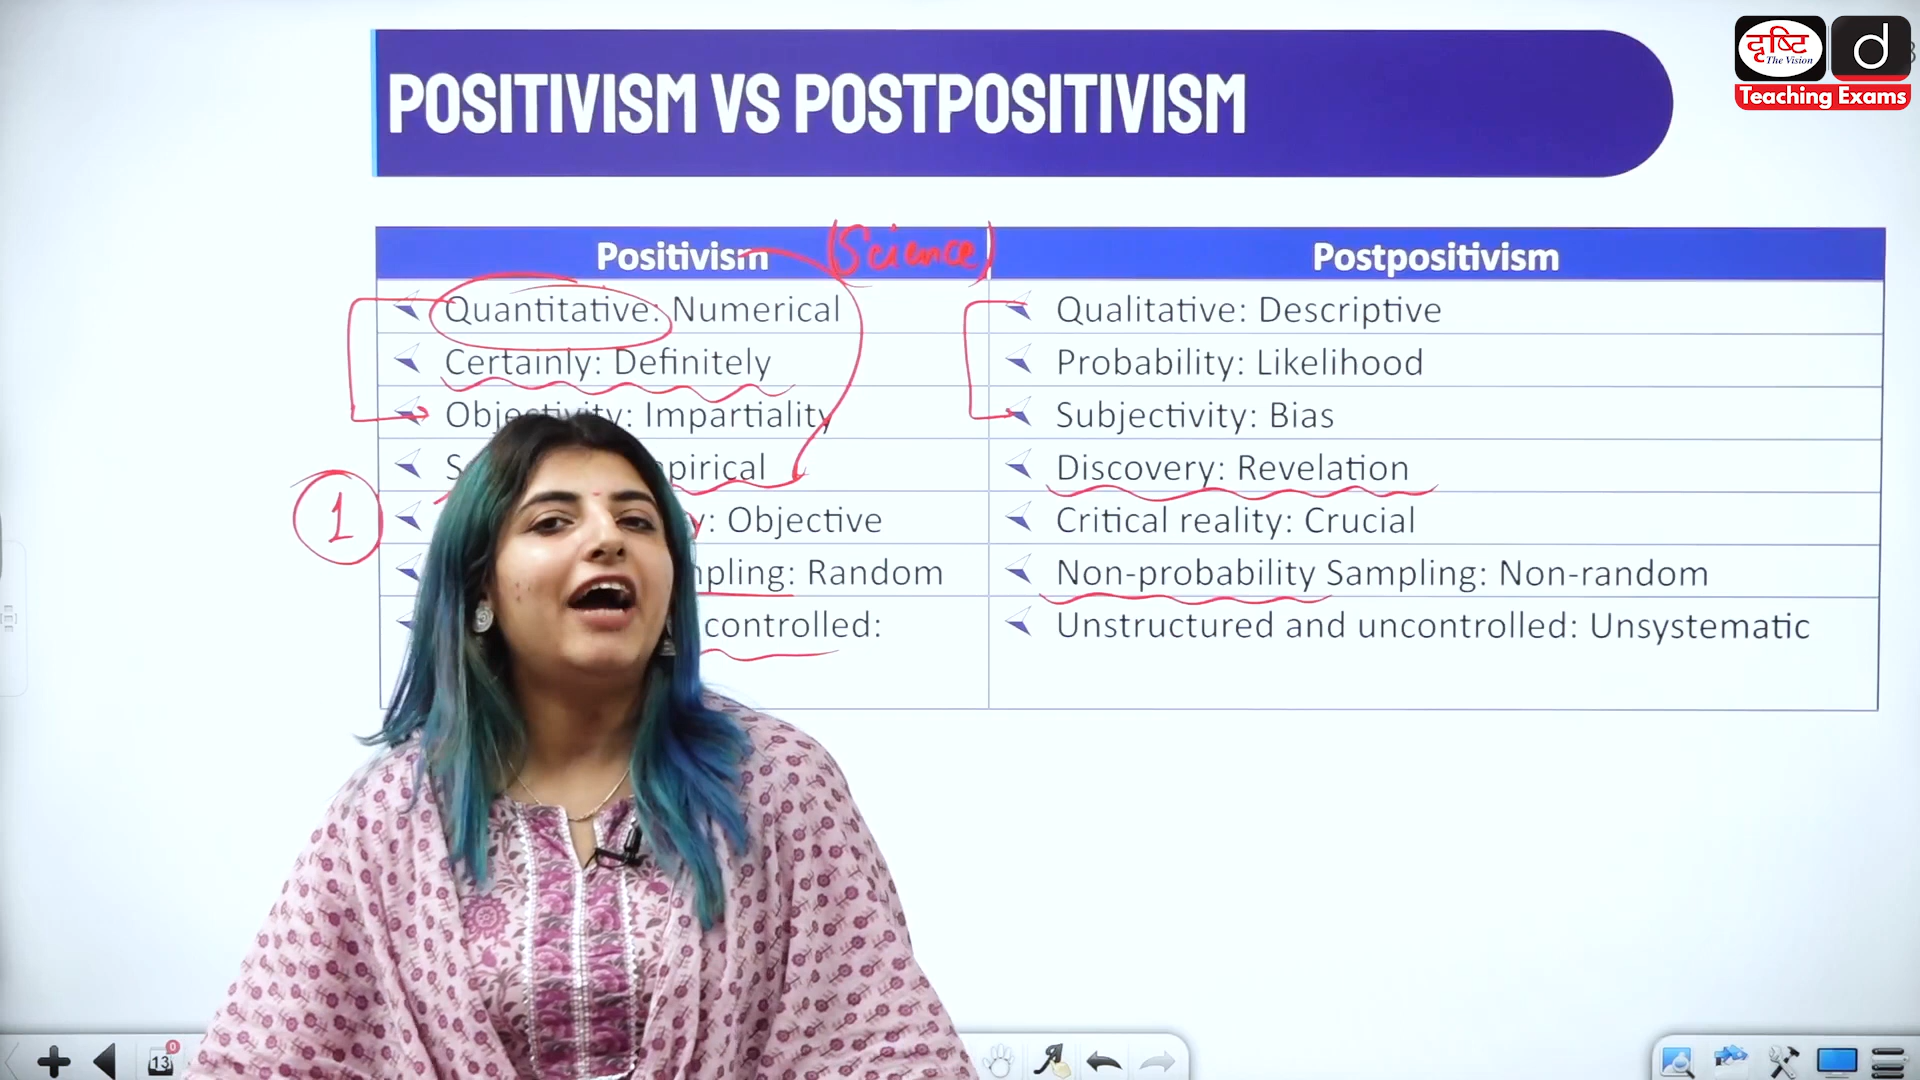 POSITIVISM VS POSTPOSITIVISM
दृष्टि
The Vision
d
Teaching Exams
Positivism
(Science)
Postpositivism
Quantitative: Numerical
Qualitative: Descriptive
Certainly: Definitely
Probability: Likelihood
Objectivity: Impartiality
Subjectivity: Bias
Discovery: Revelation
1
Objective
Critical reality: Crucial
Random
Non-probability Sampling: Non-random
controlled:
Unstructured and uncontrolled: Unsystematic
13
0